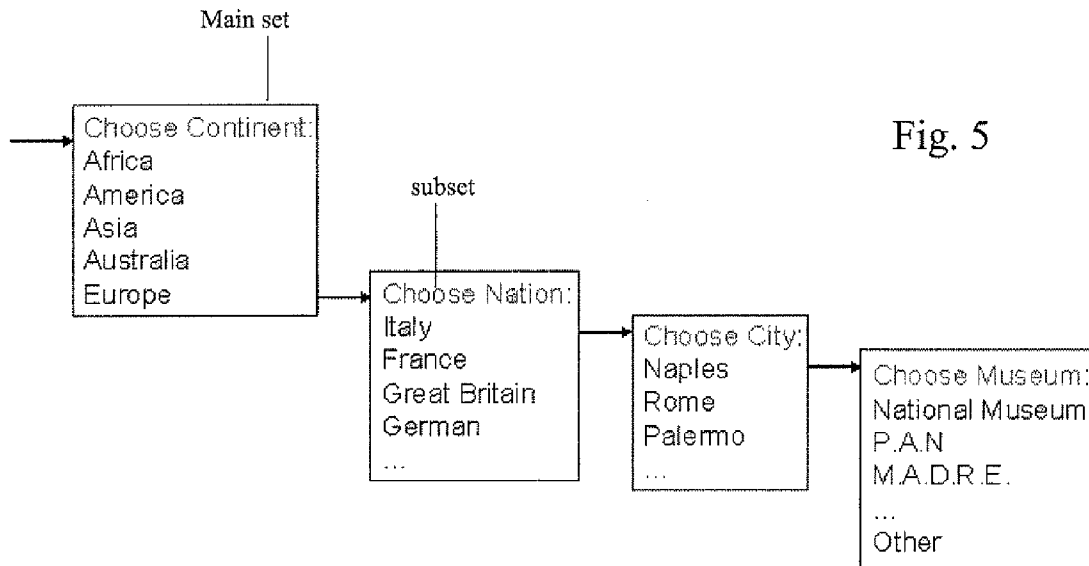 Main set
Fig. 5
Choose Continent:
Africa
America
Asia
Australia
Europe
subset
Choose Nation:
Italy
France
Great Britain
German
...
Choose City:
Naples
Rome
Palermo
...
Choose Museum:
National Museum
P.A.N
M.A.D.R.E.
...
Other